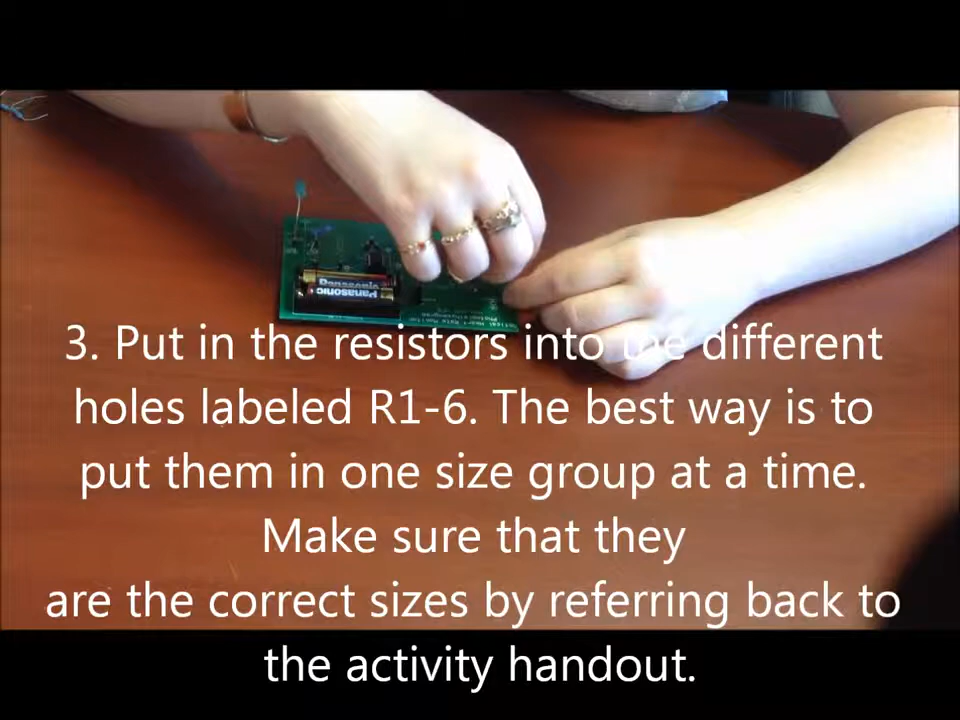 Panasonic
Panasonic
3. Put in the resistors into the different
holes labeled R1-6. The best way is to
put them in one size group at a time.
Make sure that they
are the correct sizes by referring back to
the activity handout.